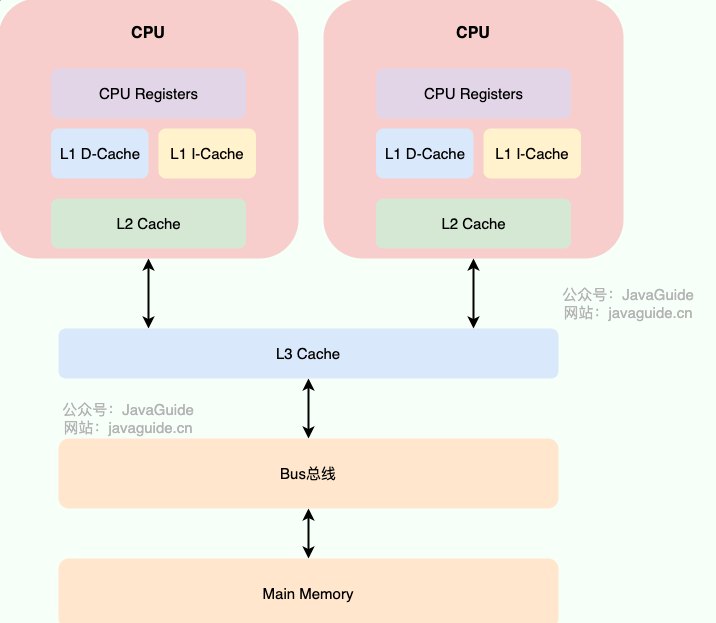 CPU
CPU
CPU Registers
CPU Registers
L1 D-Cache
L1 I-Cache
L1 D-Cache
L1 I-Cache
L2 Cache
L2 Cache
公众号：JavaGuide
网站：javaguide.cn
L3 Cache
公众号：JavaGuide
网站：javaguide.cn
Bus总线
Main Memory